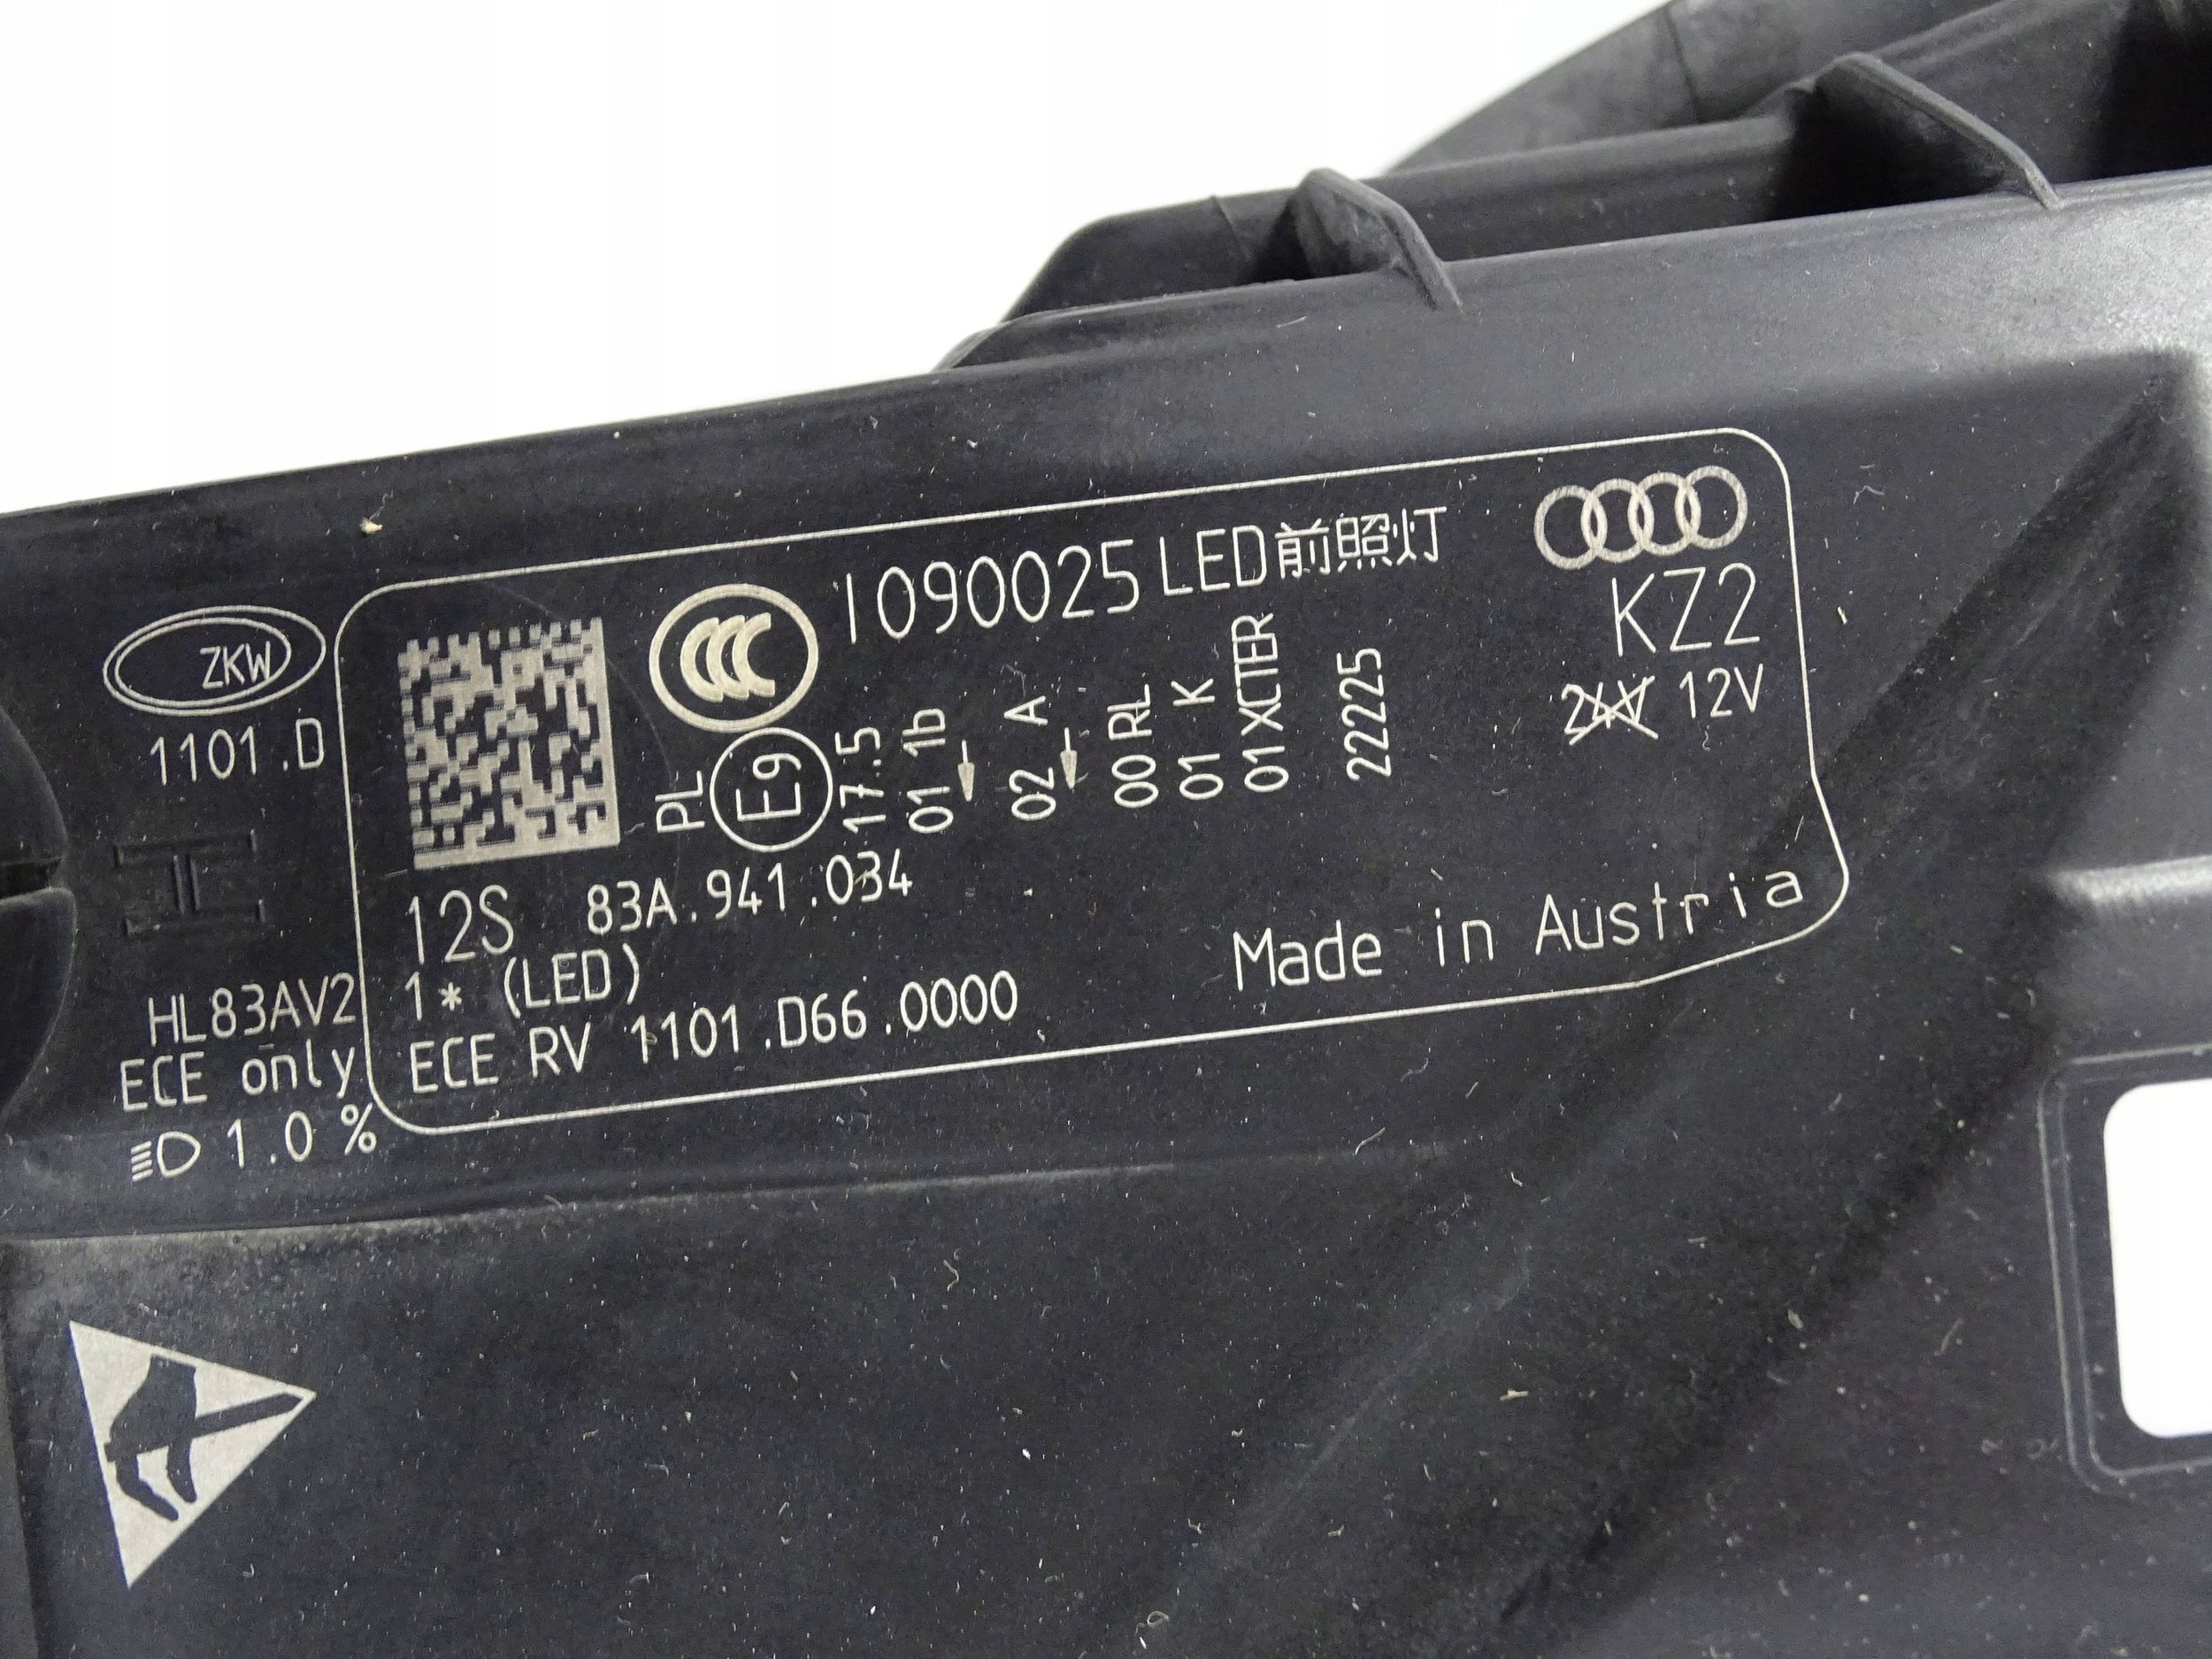 ZKW
1101.D
H
HL83AV2
ECE only
1.0 %
CCC
I090025 LED前照灯
KZ2
24V 12V
PL
E9
17.5
01 1b
02 A
00 RL
01 K
01 XCTER
22225
12S 83A.941.034
1* (LED)
ECE RV 1101.D66.0000
Made in Austria